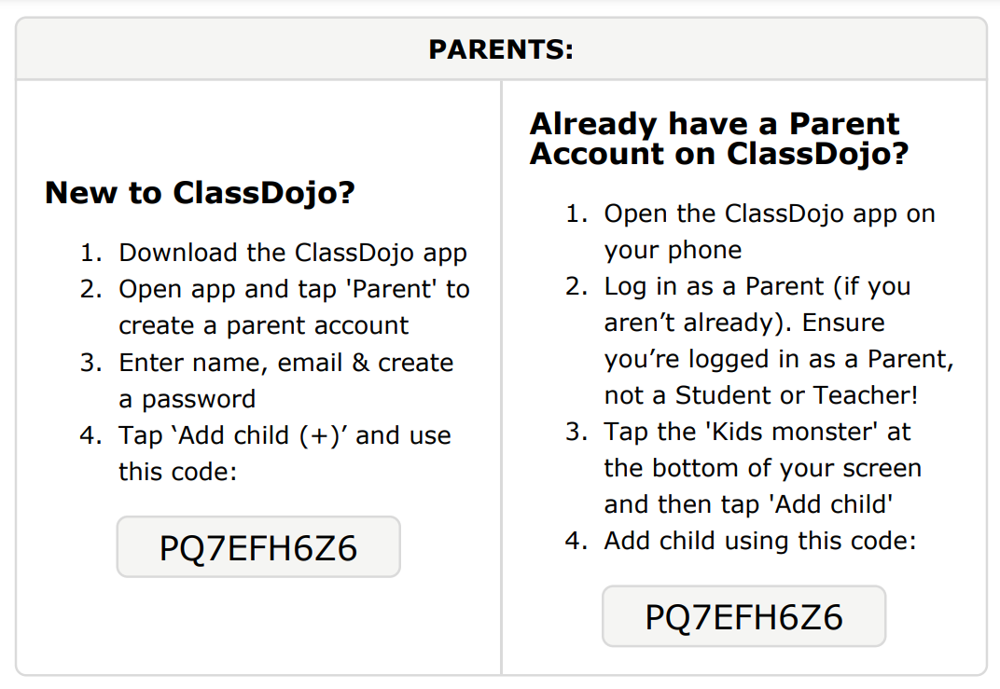 PARENTS:
New to ClassDojo?
1. Download the ClassDojo app
2. Open app and tap 'Parent' to
create a parent account
3. Enter name, email & create
a password
4. Tap ‘Add child (+)’ and use
this code:
PQ7EFH6Z6
Already have a Parent
Account on ClassDojo?
1. Open the ClassDojo app on
your phone
2. Log in as a Parent (if you
aren’t already). Ensure
you’re logged in as a Parent,
not a Student or Teacher!
3. Tap the 'Kids monster' at
the bottom of your screen
and then tap 'Add child'
4. Add child using this code:
PQ7EFH6Z6